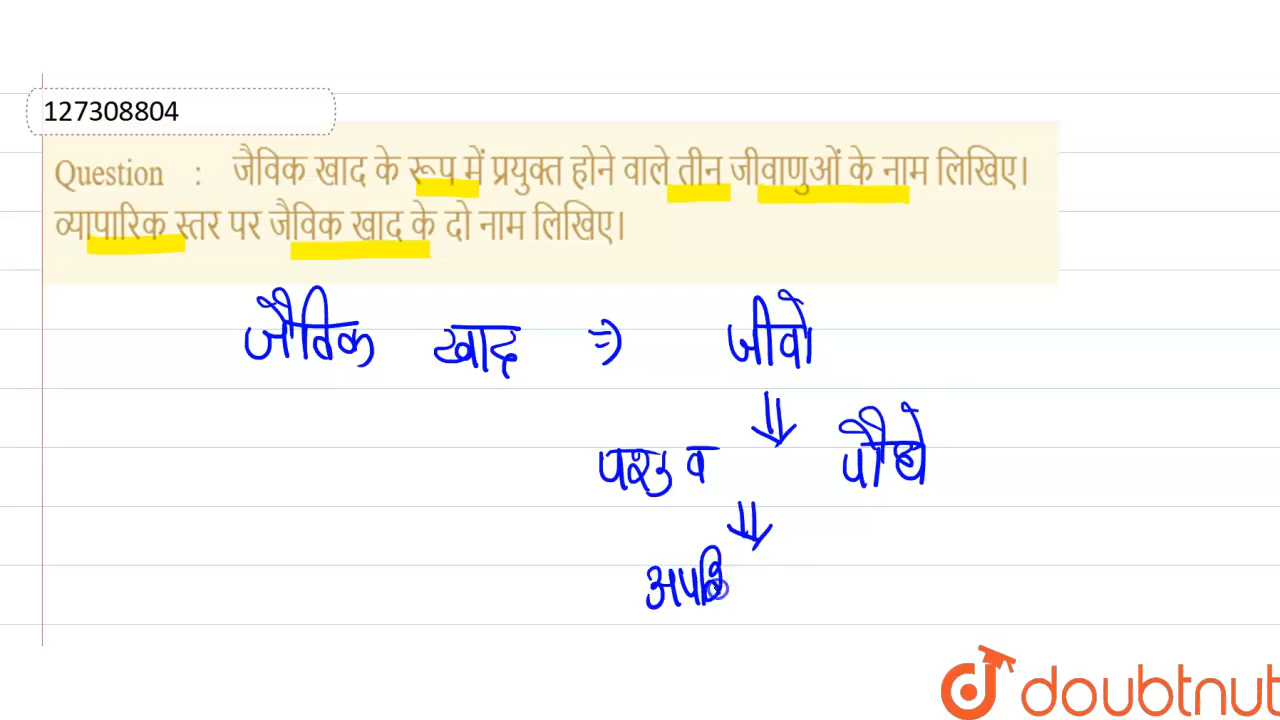 127308804
Question : जैविक खाद के रूप में प्रयुक्त होने वाले तीन जीवाणुओं के नाम लिखिए।
व्यापारिक स्तर पर जैविक खाद के दो नाम लिखिए।
जैविक खाद ⇒ जीवो
⇓
पशु व पौधो
⇓
doubtnut